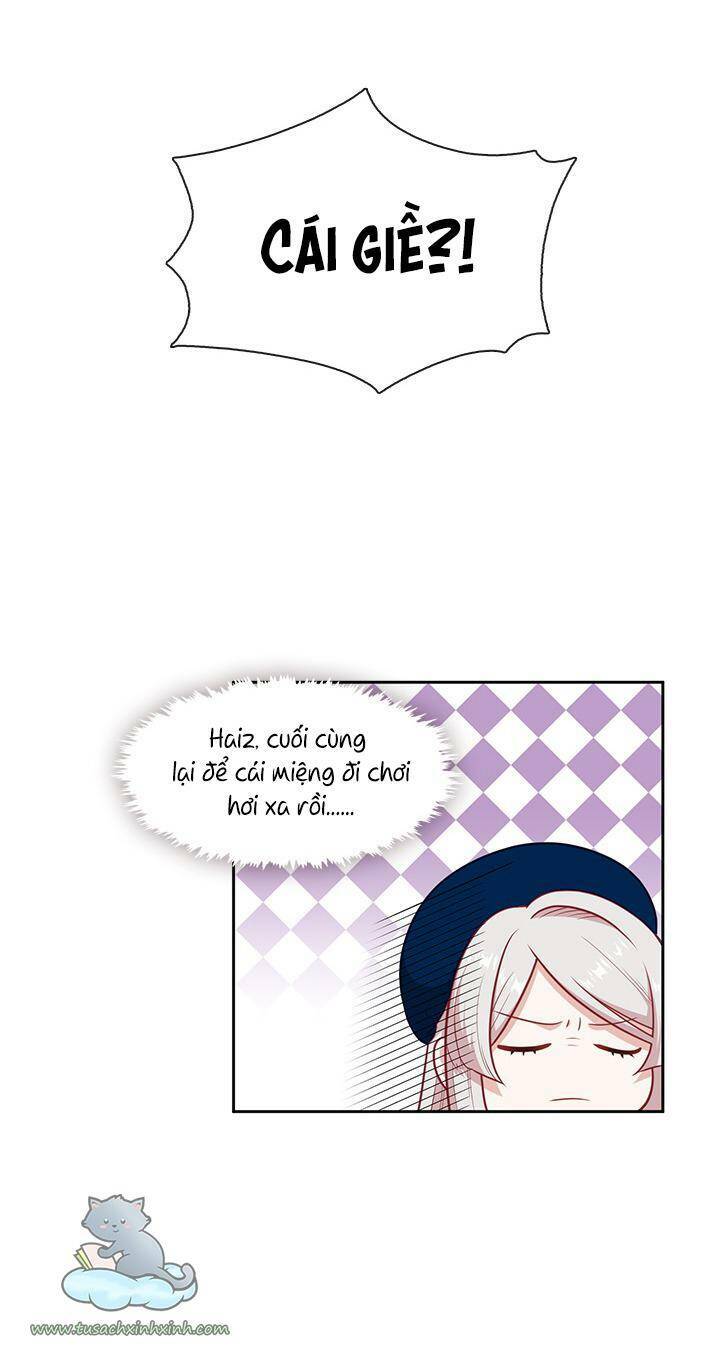 CÁI GIỀ?!
Haiz, cuối cùng
lại để cái miệng đi chơi
hơi xa rồi......
www.tusachxinhxinh.com